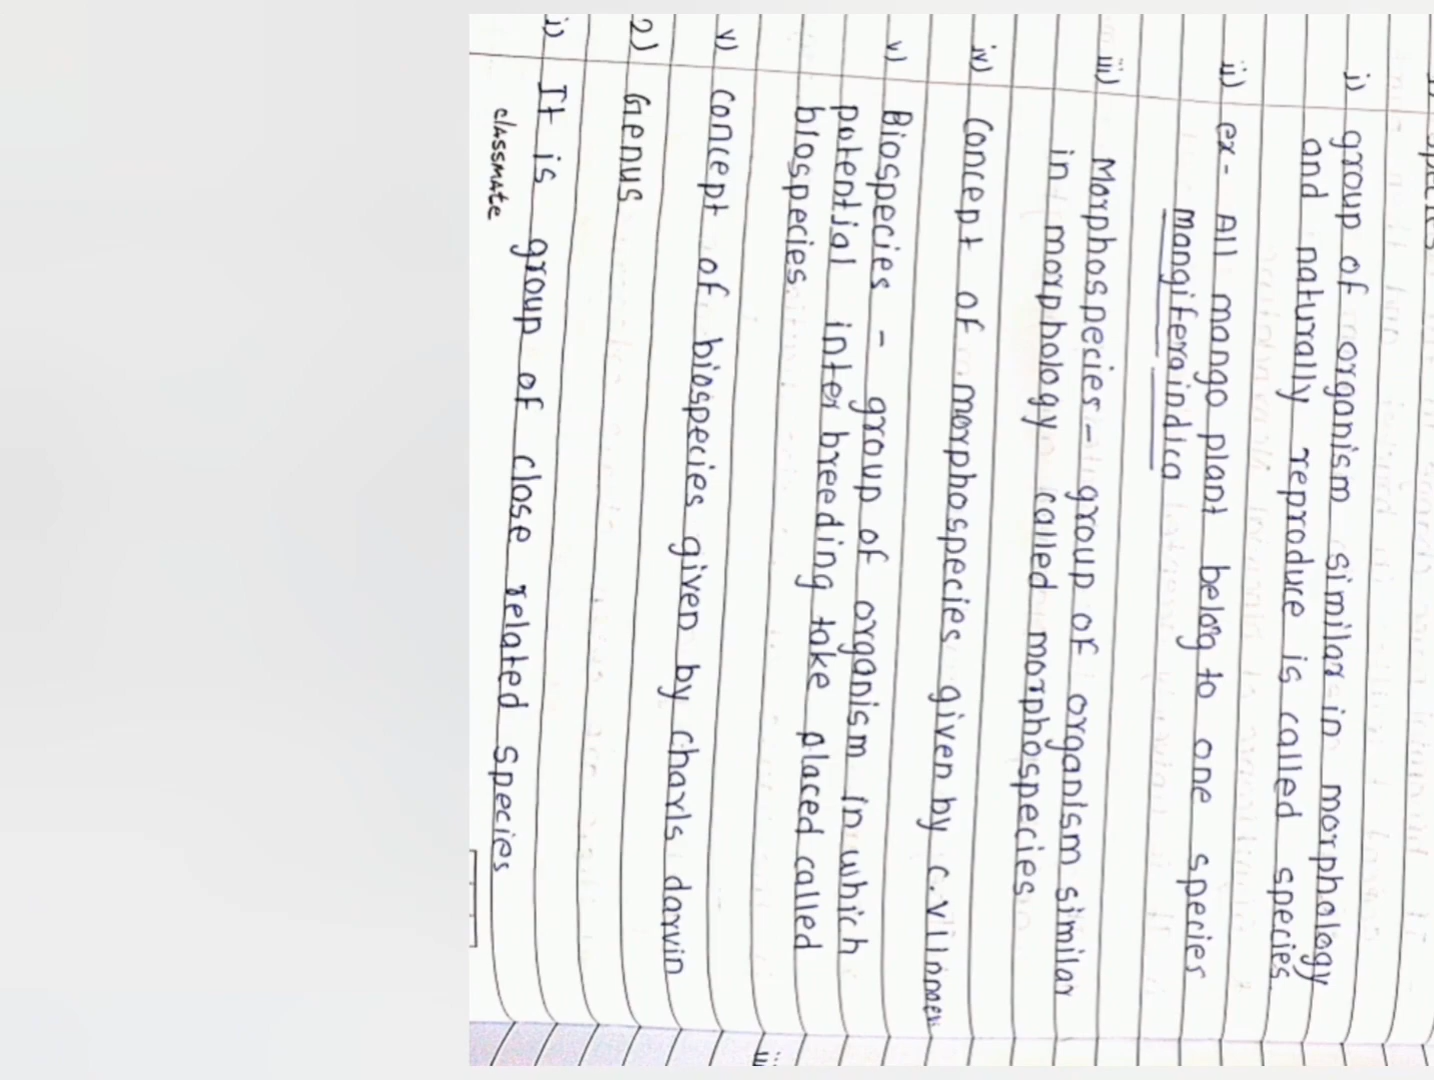 i) group of organism similar in morphology
and naturally reproduce is called species.
ii) ex- All mango plant belong to one species
mangifera indica
iii) Morphospecies - group of organism similar
in morphology called morphospecies
iv) Concept of morphospecies given by c.v
v) Biospecies - group of organism in which
potential inter breeding take placed called
biospecies.
v) concept of biospecies given by charls darvin
2) Genus
i) It is group of close related species
classmate